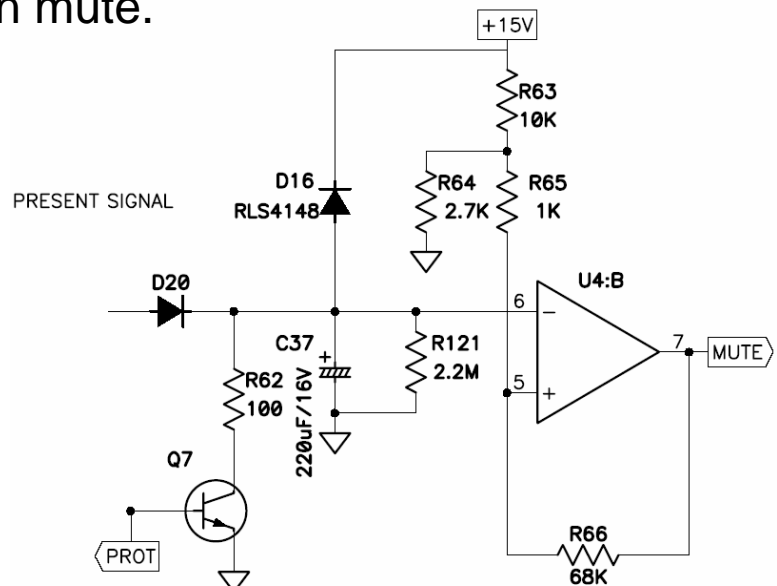 n mute.
+15V
R63
10K
D16
RLS4148
R64
2.7K
R65
1K
PRESENT SIGNAL
D20
U4:B
6
−
C37
+
220uF/16V
R121
2.2M
7
MUTE
R62
100
5
+
Q7
PROT
R66
68K